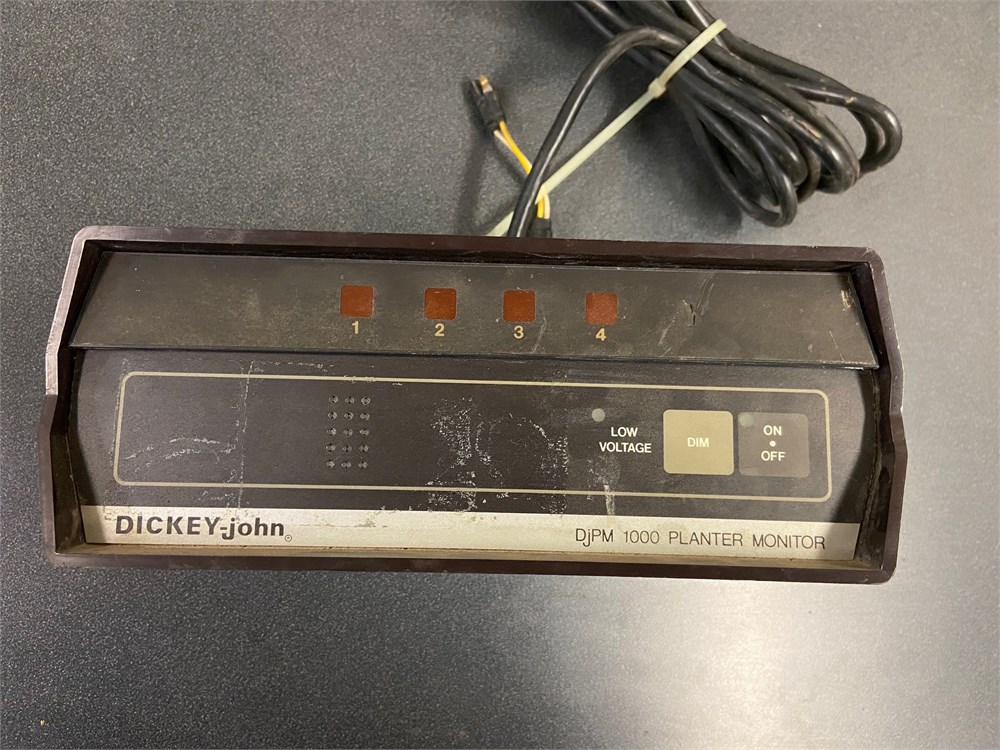 1 2 3 4
LOW
VOLTAGE
DIM
ON
OFF
DICKEY-john®
DjPM 1000 PLANTER MONITOR